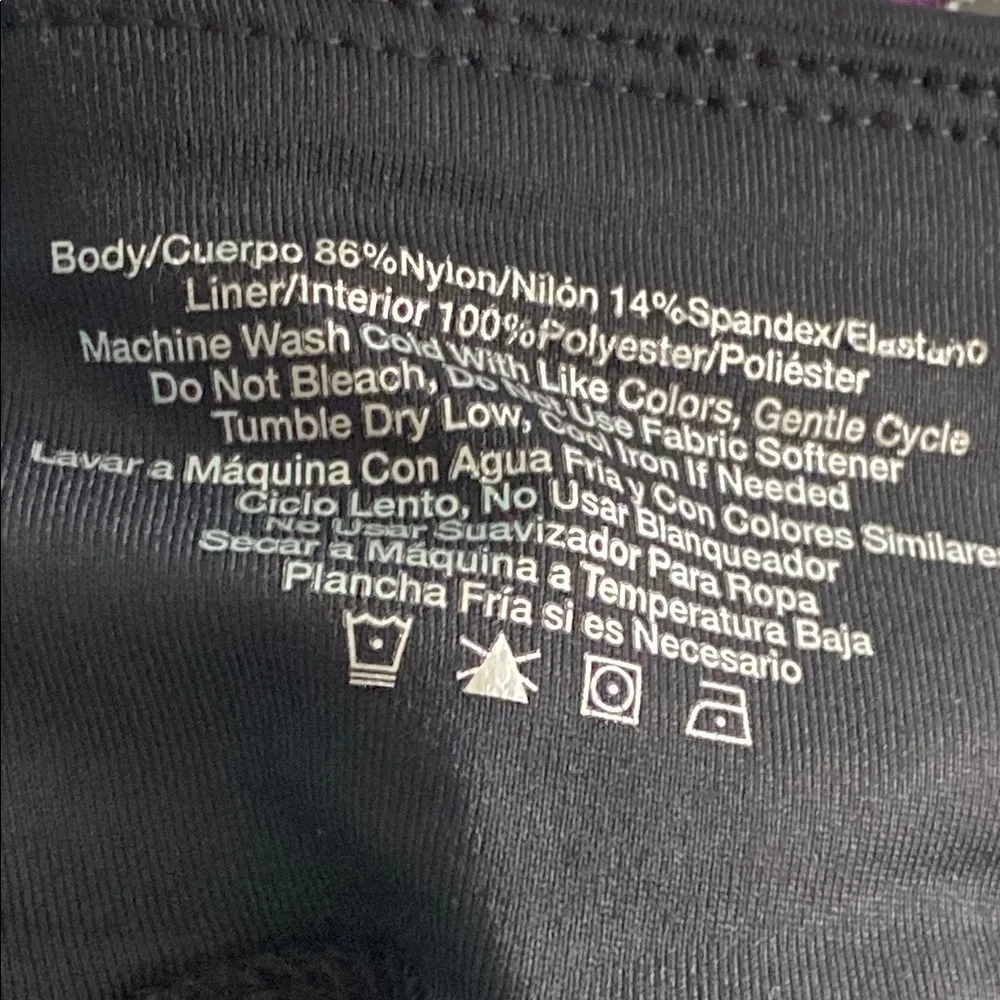 Body/Cuerpo 86%Nylon/Nilón 14%Spandex/Elastano
Liner/Interior 100%Polyester/Poliéster
Machine Wash Cold With Like Colors, Gentle Cycle
Do Not Bleach, Do Not Use Fabric Softener
Tumble Dry Low, Cool Iron If Needed
Lavar a Máquina Con Agua Fria y Con Colores Similares
Ciclo Lento, No Usar Blanqueador
No Usar Suavizador Para Ropa
Secar a Máquina a Temperatura Baja
Plancha Fría si es Necesario